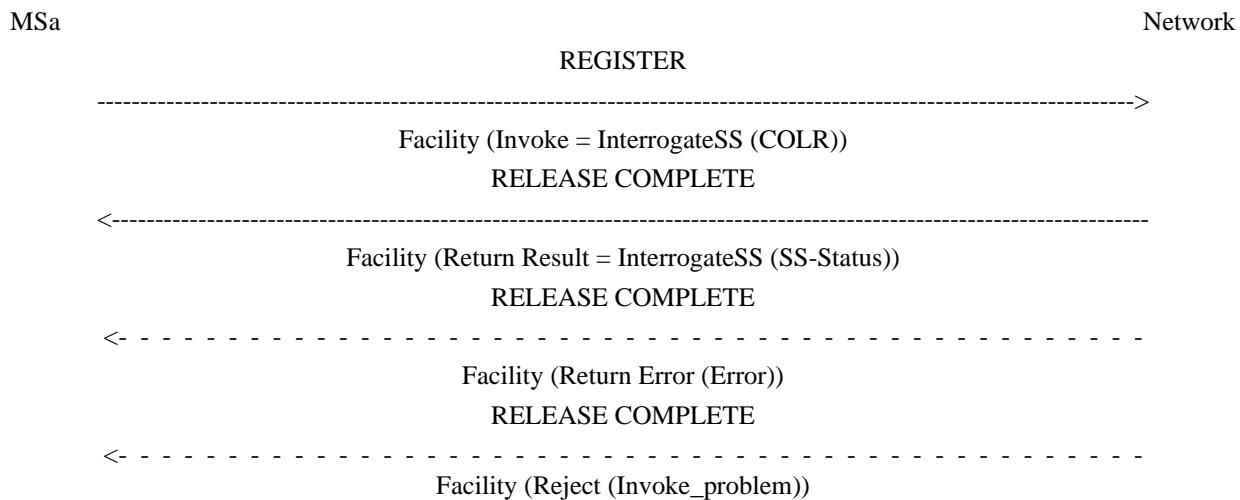 MSa Network
REGISTER
------------------------------------------------------------------------------------------------------------------------>
Facility (Invoke = InterrogateSS (COLR))
RELEASE COMPLETE
<------------------------------------------------------------------------------------------------------------------------
Facility (Return Result = InterrogateSS (SS-Status))
RELEASE COMPLETE
<- - - - - - - - - - - - - - - - - - - - - - - - - - - - - - - - - - - - - - - - - - - - - - - -
Facility (Return Error (Error))
RELEASE COMPLETE
<- - - - - - - - - - - - - - - - - - - - - - - - - - - - - - - - - - - - - - - - - - - - - - - -
Facility (Reject (Invoke_problem))